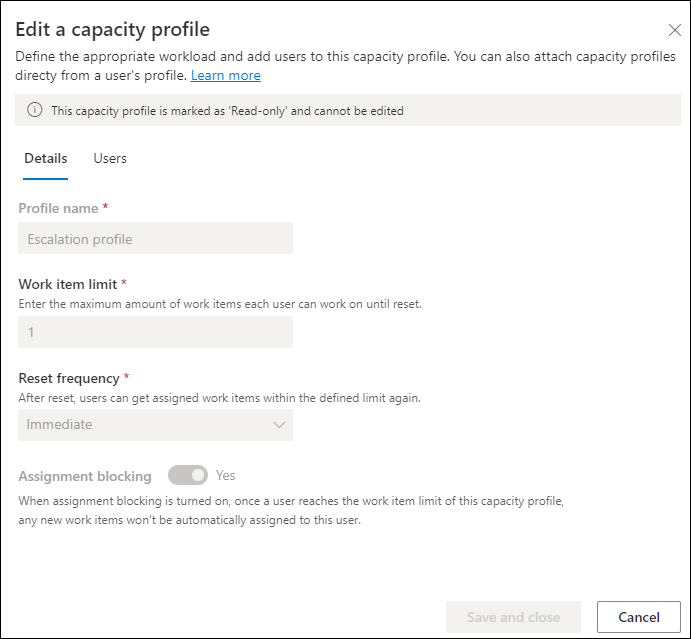 Edit a capacity profile
Define the appropriate workload and add users to this capacity profile. You can also attach capacity profiles
directy from a user's profile. Learn more
This capacity profile is marked as 'Read-only' and cannot be edited
Details Users
Profile name *
Escalation profile
Work item limit *
Enter the maximum amount of work items each user can work on until reset.
1
Reset frequency *
After reset, users can get assigned work items within the defined limit again.
Immediate
Assignment blocking Yes
When assignment blocking is turned on, once a user reaches the work item limit of this capacity profile,
any new work items won't be automatically assigned to this user.
Save and close Cancel